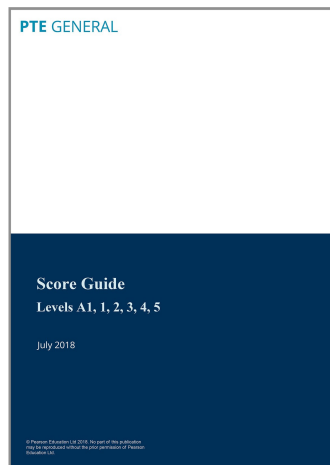 PTE GENERAL
Score Guide
Levels A1, 1, 2, 3, 4, 5
July 2018
© Pearson Education Ltd 2018. No part of this publication
may be reproduced without the prior permission of Pearson
Education Ltd.